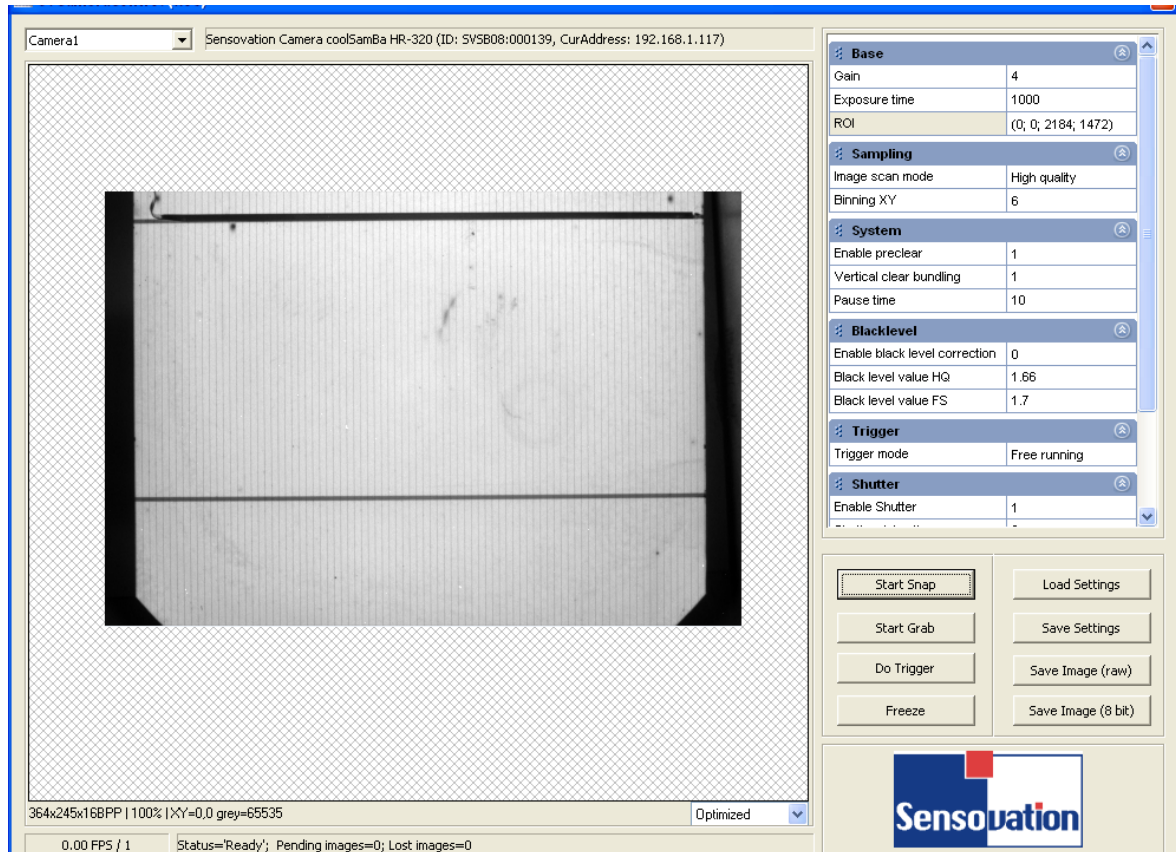 Camera1
Sensovation Camera coolSamBa HR-320 (ID: SVSB08:000139, CurAddress: 192.168.1.117)
Base
Gain 4
Exposure time 1000
ROI (0; 0; 2184; 1472)
Sampling
Image scan mode High quality
Binning XY 6
System
Enable preclear 1
Vertical clear bundling 1
Pause time 10
Blacklevel
Enable black level correction 0
Black level value HQ 1.66
Black level value FS 1.7
Trigger
Trigger mode Free running
Shutter
Enable Shutter 1
Start Snap Load Settings
Start Grab Save Settings
Do Trigger Save Image (raw)
Freeze Save Image (8 bit)
364x245x16BPP | 100% | XY=0,0 grey=65535
Optimized
Sensovation
0.00 FPS / 1 Status='Ready'; Pending images=0; Lost images=0